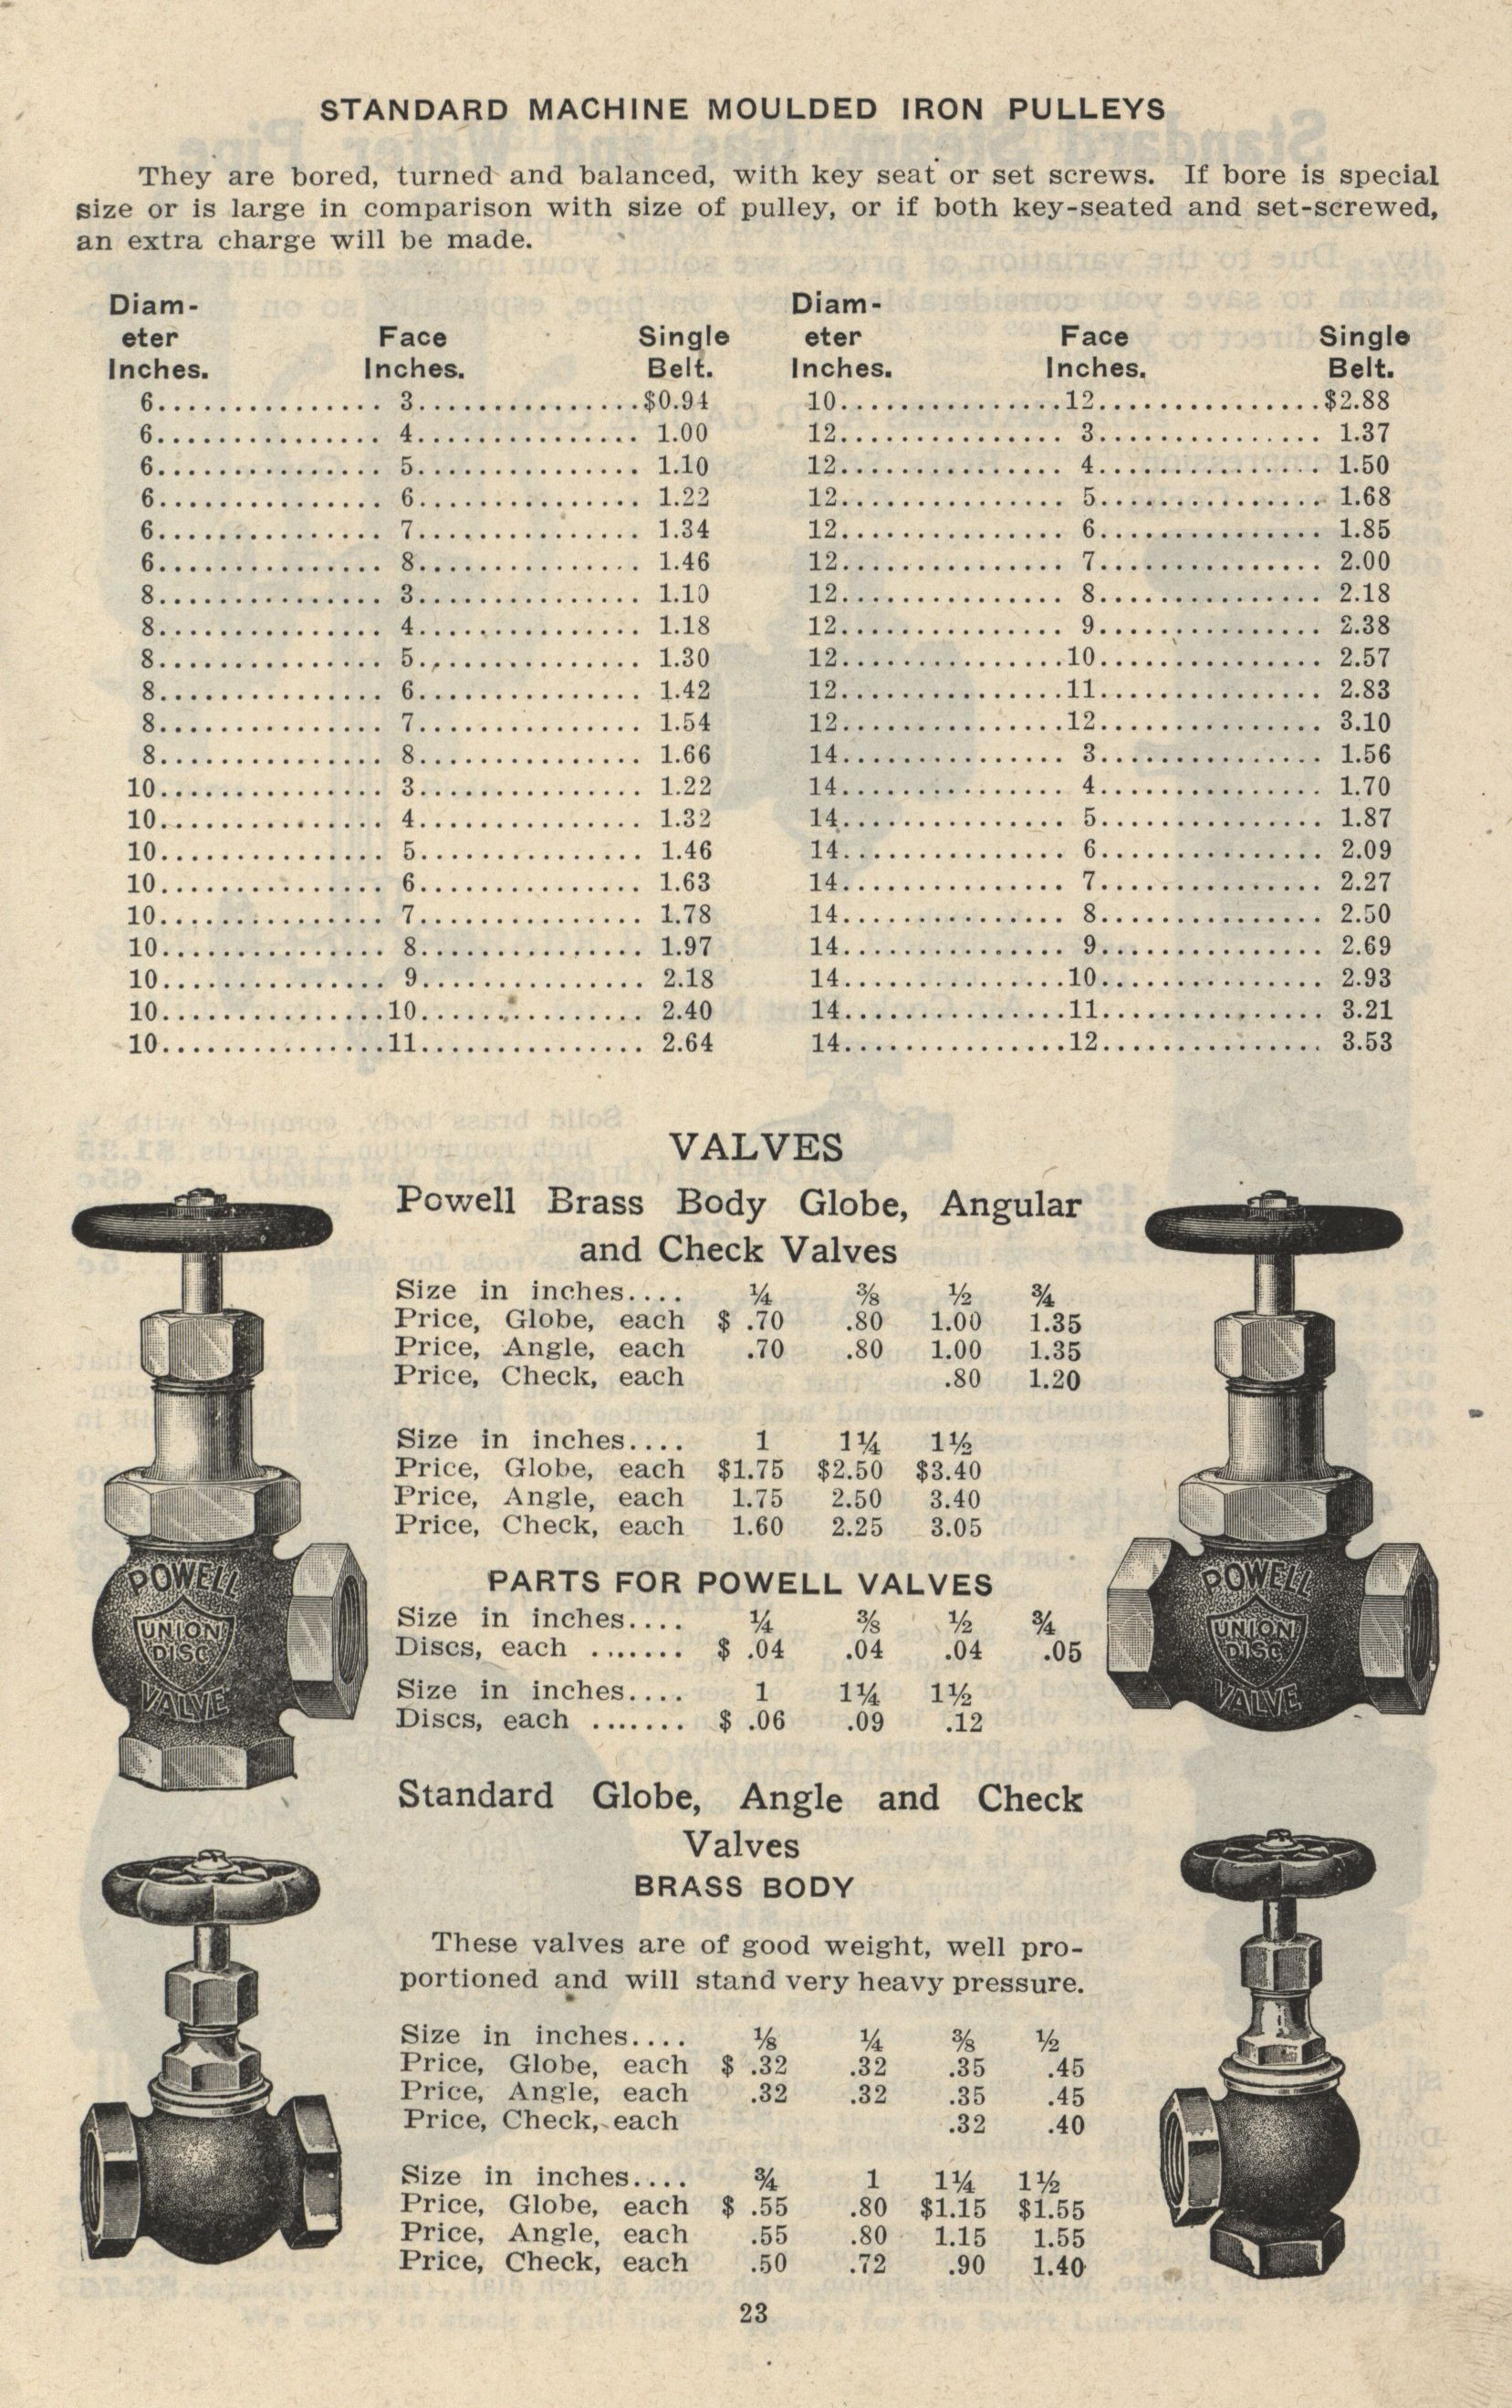 STANDARD MACHINE MOULDED IRON PULLEYS
They are bored, turned and balanced, with key seat or set screws. If bore is special
size or is large in comparison with size of pulley, or if both key-seated and set-screwed,
an extra charge will be made.
Diam-
eter Face Single
Inches. Inches. Belt.
6................ 3................$0.94
6................ 4................ 1.00
6................ 5................ 1.10
6................ 6................ 1.22
6................ 7................ 1.34
6................ 8................ 1.46
8................ 3................ 1.10
8................ 4................ 1.18
8................ 5................ 1.30
8................ 6................ 1.42
8................ 7................ 1.54
8................ 8................ 1.66
10................ 3................ 1.22
10................ 4................ 1.32
10................ 5................ 1.46
10................ 6................ 1.63
10................ 7................ 1.78
10................ 8................ 1.97
10................ 9................ 2.18
10................10................ 2.40
10................11................ 2.64
Diam-
eter Face Single
Inches. Inches. Belt.
10................12................$2.88
12................ 3................ 1.37
12................ 4................ 1.50
12................ 5................ 1.68
12................ 6................ 1.85
12................ 7................ 2.00
12................ 8................ 2.18
12................ 9................ 2.38
12................10................ 2.57
12................11................ 2.83
12................12................ 3.10
14................ 3................ 1.56
14................ 4................ 1.70
14................ 5................ 1.87
14................ 6................ 2.09
14................ 7................ 2.27
14................ 8................ 2.50
14................ 9................ 2.69
14................10................ 2.93
14................11................ 3.21
14................12................ 3.53
VALVES
Powell Brass Body Globe, Angular
and Check Valves
Size in inches.... ¼ ⅜ ½ ¾
Price, Globe, each $ .70 .80 1.00 1.35
Price, Angle, each .70 .80 1.00 1.35
Price, Check, each .80 1.20
Size in inches.... 1 1¼ 1½
Price, Globe, each $1.75 $2.50 $3.40
Price, Angle, each 1.75 2.50 3.40
Price, Check, each 1.60 2.25 3.05
POWELL
UNION
DISC
VALVE
POWELL
UNION
DISC
VALVE
PARTS FOR POWELL VALVES
Size in inches.... ¼ ⅜ ½ ¾
Discs, each ....... $ .04 .04 .04 .05
Size in inches.... 1 1¼ 1½
Discs, each ....... $ .06 .09 .12
Standard Globe, Angle and Check
Valves
BRASS BODY
These valves are of good weight, well pro-
portioned and will stand very heavy pressure.
Size in inches.... ⅛ ¼ ⅜ ½
Price, Globe, each $ .32 .32 .35 .45
Price, Angle, each .32 .32 .35 .45
Price, Check, each .32 .40
Size in inches.... ¾ 1 1¼ 1½
Price, Globe, each $ .55 .80 $1.15 $1.55
Price, Angle, each .55 .80 1.15 1.55
Price, Check, each .50 .72 .90 1.40
23